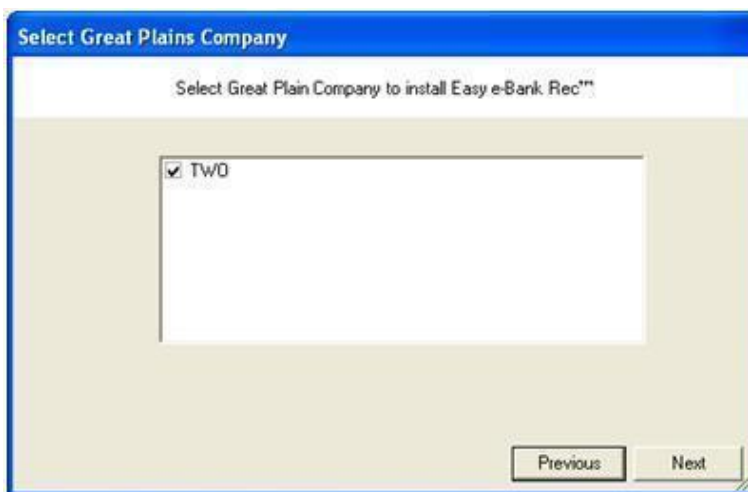 Select Great Plains Company
Select Great Plain Company to install Easy e-Bank Rec™
TWO
Previous
Next